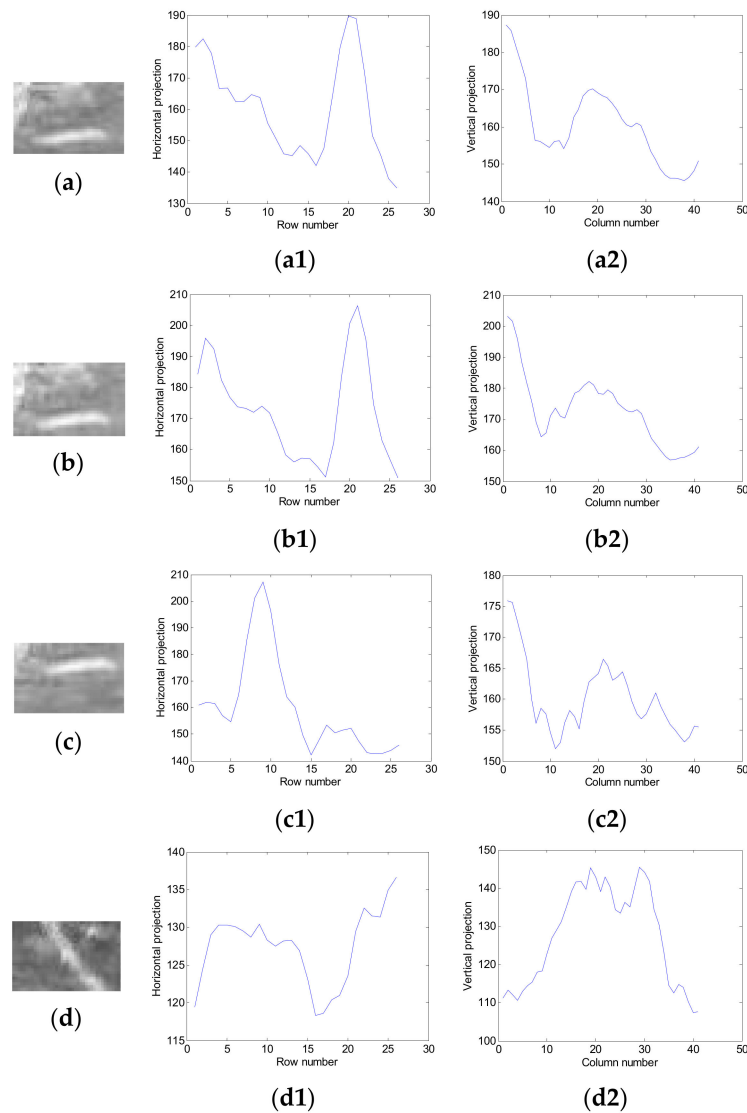 190
180
170
160
150
140
130
0 5 10 15 20 25 30
Row number
Horizontal projection
190
180
170
160
150
140
0 10 20 30 40 50
Column number
Vertical projection
(a)
(a1)
(a2)
210
200
190
180
170
160
150
0 5 10 15 20 25 30
Row number
Horizontal projection
210
200
190
180
170
160
150
0 10 20 30 40 50
Column number
Vertical projection
(b)
(b1)
(b2)
210
200
190
180
170
160
150
140
0 5 10 15 20 25 30
Row number
Horizontal projection
180
175
170
165
160
155
150
0 10 20 30 40 50
Column number
Vertical projection
(c)
(c1)
(c2)
140
135
130
125
120
115
0 5 10 15 20 25 30
Row number
Horizontal projection
150
140
130
120
110
100
0 10 20 30 40 50
Column number
Vertical projection
(d)
(d1)
(d2)